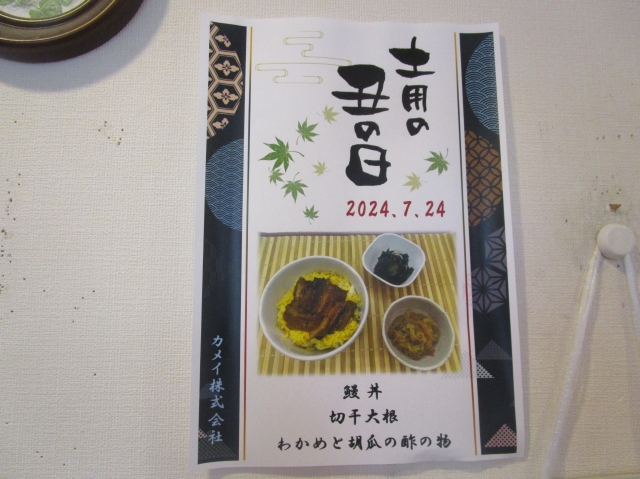 土用の
丑の日
2024.7.24
鰻丼
切干大根
わかめと胡瓜の酢の物
カメイ株式会社